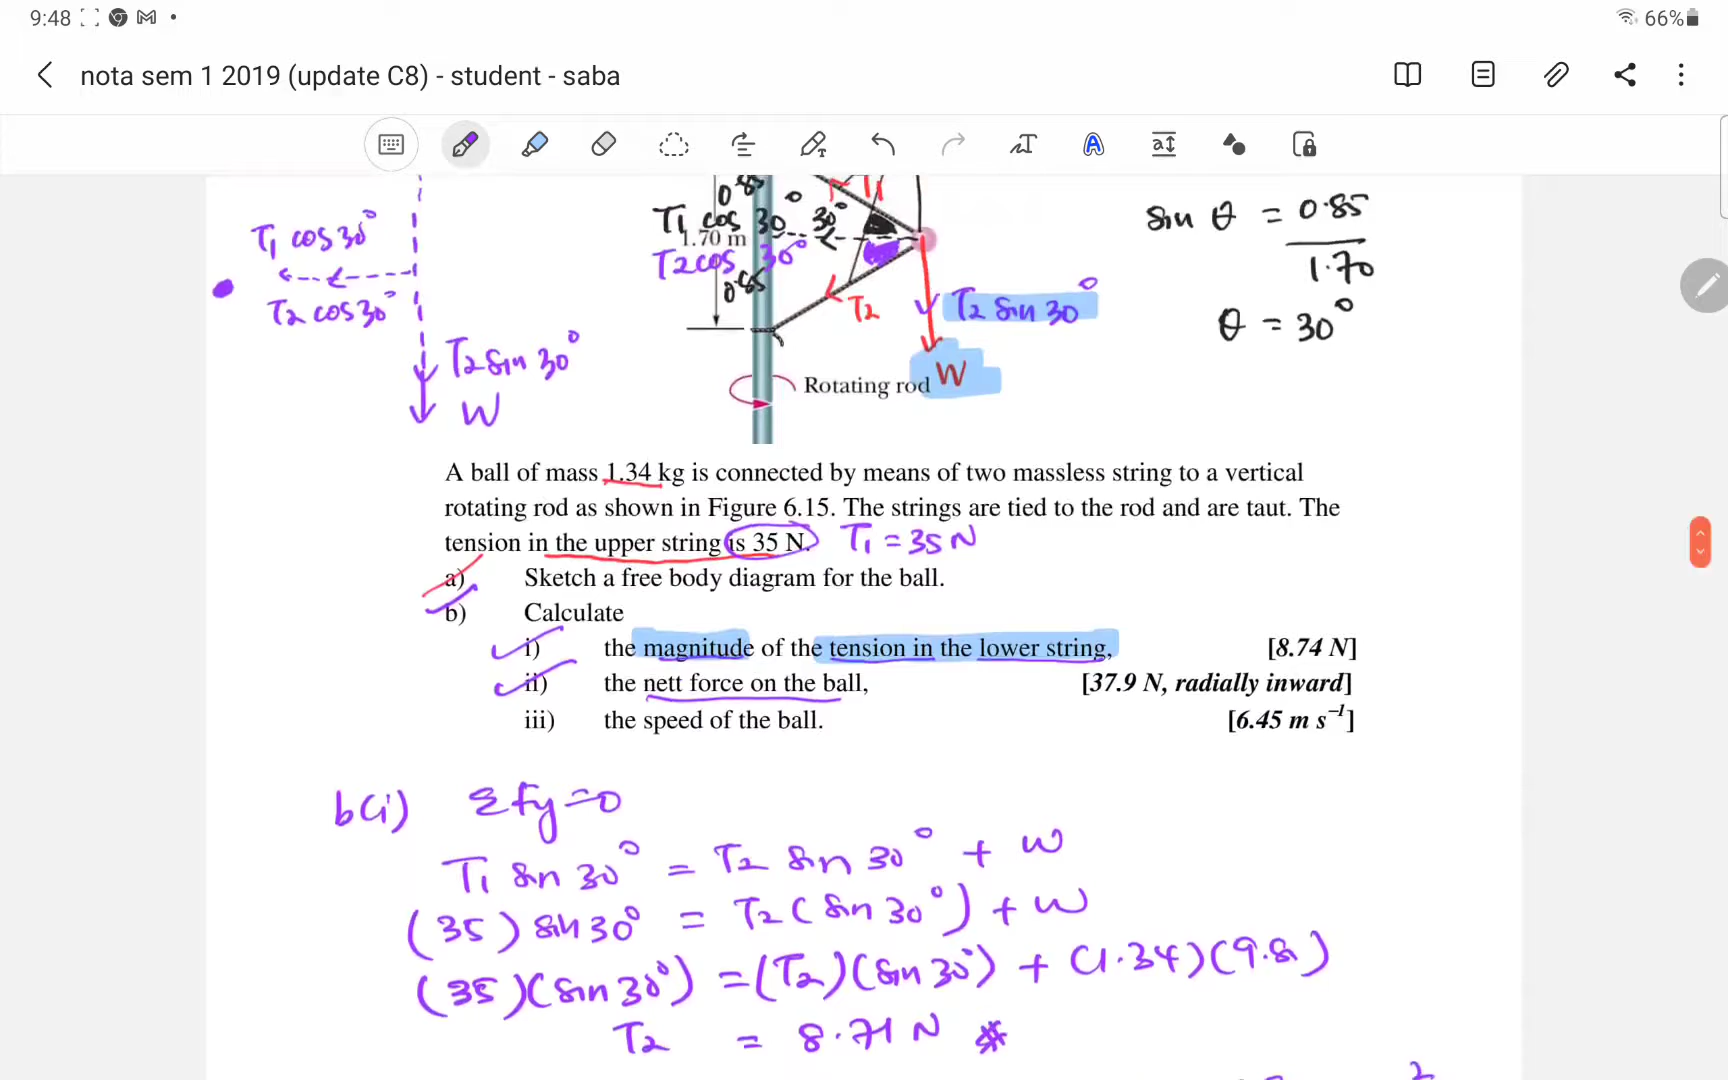 9:48
66%
nota sem 1 2019 (update C8) - student - saba
T1 cos 30°
T2 cos 30°
T2 sin 30°
W
0.85
T1
T1 cos 30° 30°
1.70 m
T2 cos 30°
0.85
T2
T2 sin 30°
W
Rotating rod
sin θ = 0.85
1.70
θ = 30°
A ball of mass 1.34 kg is connected by means of two massless string to a vertical
rotating rod as shown in Figure 6.15. The strings are tied to the rod and are taut. The
tension in the upper string is 35 N. T1 = 35 N
a) Sketch a free body diagram for the ball.
b) Calculate
i) the magnitude of the tension in the lower string, [8.74 N]
ii) the nett force on the ball, [37.9 N, radially inward]
iii) the speed of the ball. [6.45 m s⁻¹]
b(i) Σfy=0
T1 sin 30° = T2 sin 30° + W
(35) sin 30° = T2 (sin 30°) + W
(35)(sin 30°) = (T2)(sin 30°) + (1.34)(9.81)
T2 = 8.71 N #